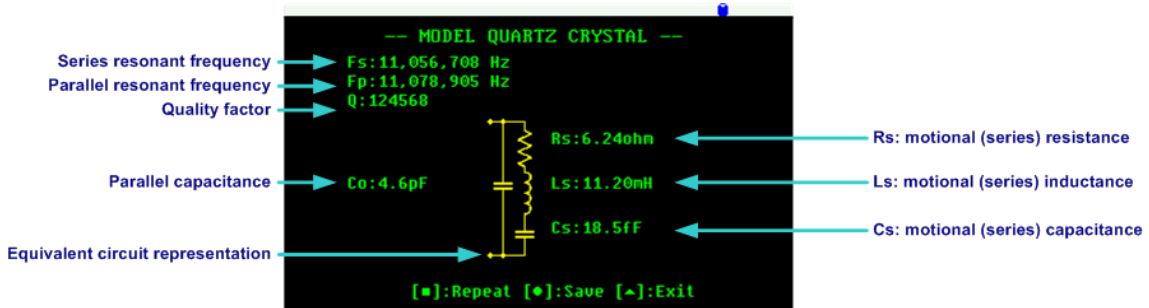 -- MODEL QUARTZ CRYSTAL --
Series resonant frequency
Fs:11,056,708 Hz
Parallel resonant frequency
Fp:11,078,905 Hz
Quality factor
Q:124568
Rs:6.24ohm
Rs: motional (series) resistance
Parallel capacitance
Co:4.6pF
Ls:11.20mH
Ls: motional (series) inductance
Cs:18.5fF
Cs: motional (series) capacitance
Equivalent circuit representation
[■]:Repeat [●]:Save [▲]:Exit